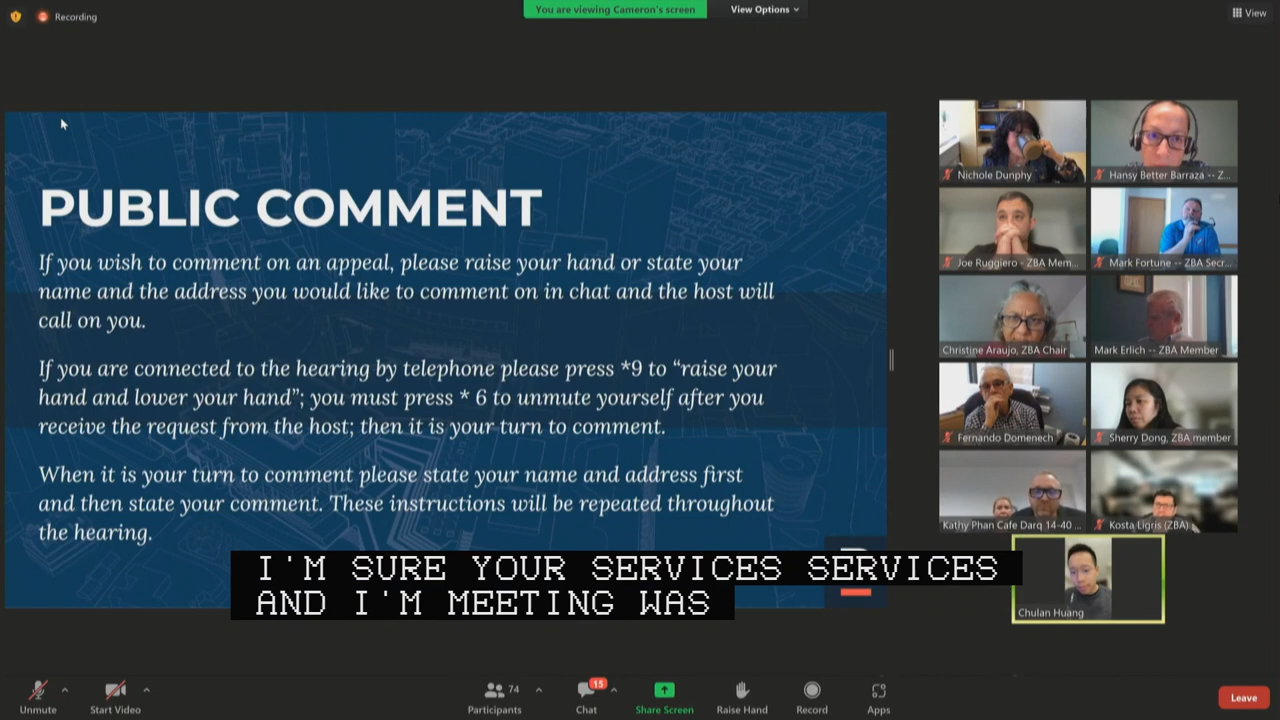 Recording
You are viewing Cameron's screen
View Options
View
PUBLIC COMMENT
If you wish to comment on an appeal, please raise your hand or state your
name and the address you would like to comment on in chat and the host will
call on you.
If you are connected to the hearing by telephone please press *9 to “raise your
hand and lower your hand”; you must press * 6 to unmute yourself after you
receive the request from the host; then it is your turn to comment.
When it is your turn to comment please state your name and address first
and then state your comment. These instructions will be repeated throughout
the hearing.
I'M SURE YOUR SERVICES SERVICES
AND I'M MEETING WAS
Nichole Dunphy
Hansy Better Barraza -- Z...
Joe Ruggiero - ZBA Mem...
Mark Fortune -- ZBA Secr...
Christine Araujo, ZBA Chair
Mark Erlich -- ZBA Member
Fernando Domenech
Sherry Dong, ZBA member
Kathy Phan Cafe Darq 14-40 ...
Kosta Ligris (ZBA)
Chulan Huang
Unmute
Start Video
74
Participants
15
Chat
Share Screen
Raise Hand
Record
Apps
Leave